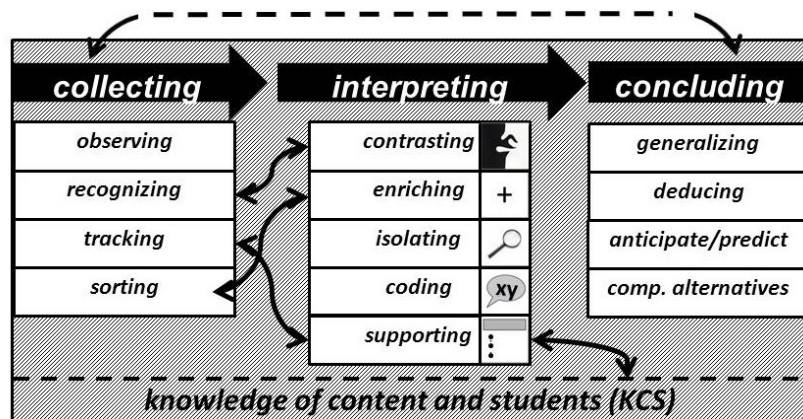 collecting interpreting concluding
observing contrasting generalizing
recognizing enriching + deducing
tracking isolating anticipate/predict
sorting coding xy comp. alternatives
supporting
knowledge of content and students (KCS)